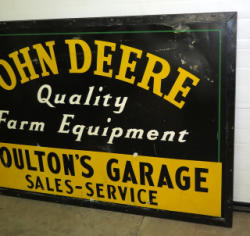 OHN DEERE
Quality
Farm Equipment
OULTON'S GARAGE
SALES-SERVICE